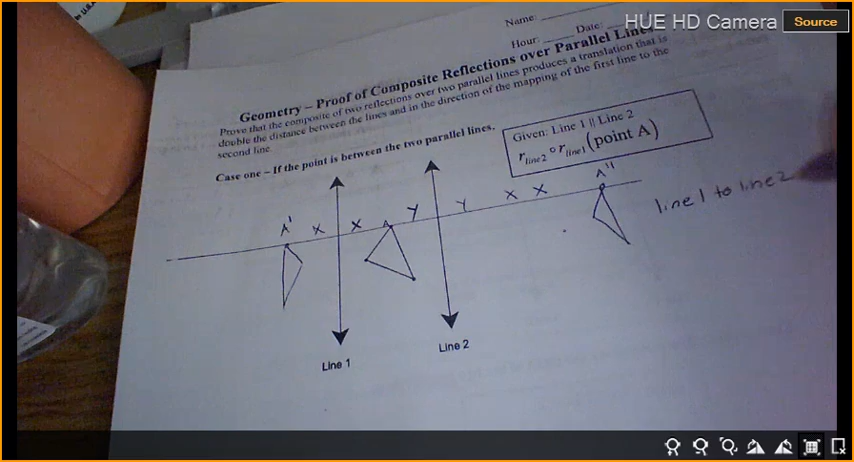 HUE HD Camera
Source
Name:
Hour: Date:
Geometry – Proof of Composite Reflections over Parallel Lines
Prove that the composite of two reflections over two parallel lines produces a translation that is
double the distance between the lines and in the direction of the mapping of the first line to the
second line.
Case one – If the point is between the two parallel lines.
Given: Line 1 || Line 2
r line2 ∘ r line1 (point A)
A' X X A Y Y X X A''
line 1 to line 2
Line 1
Line 2